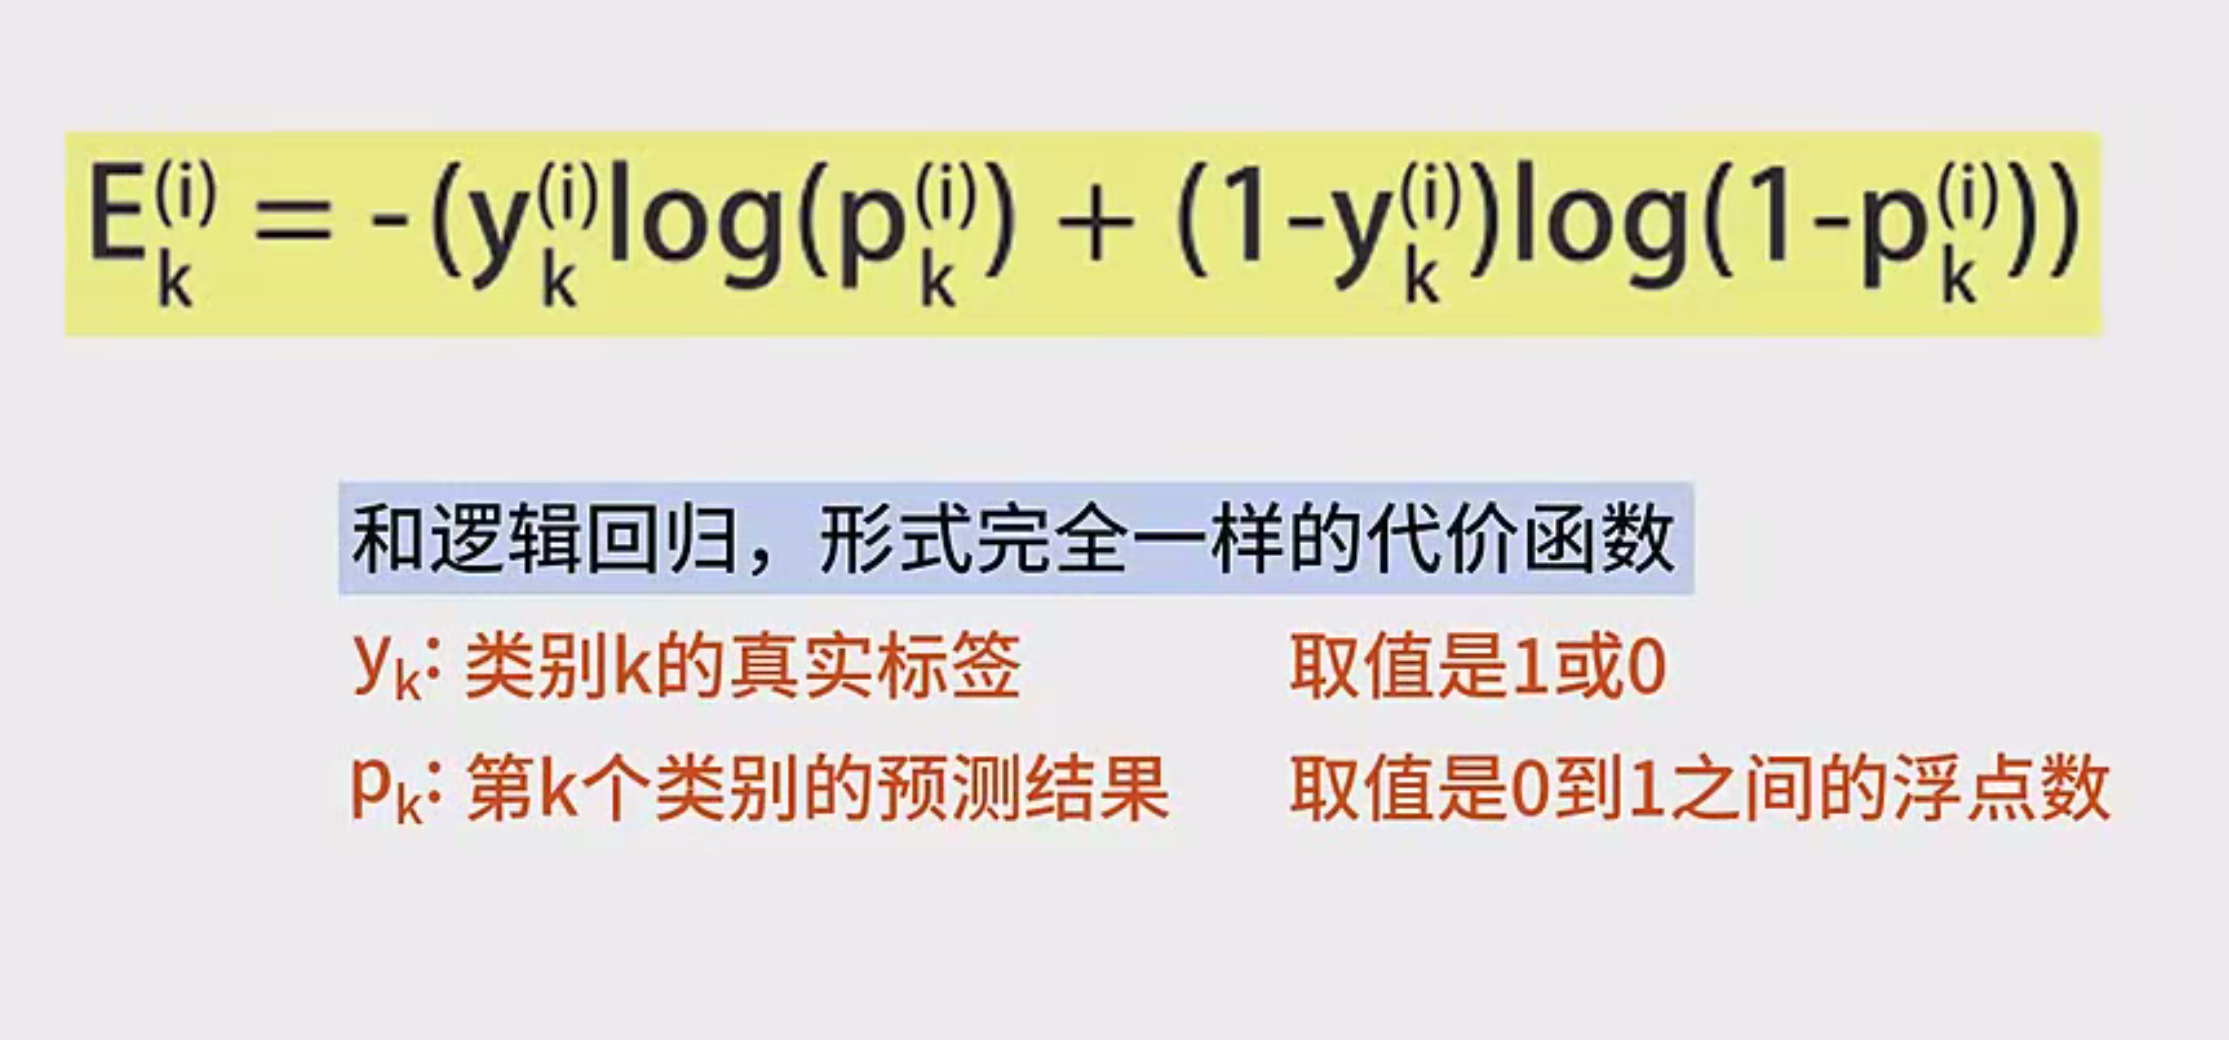 E_k^(i) = -(y_k^(i)log(p_k^(i)) + (1-y_k^(i))log(1-p_k^(i)))
和逻辑回归，形式完全一样的代价函数
y_k: 类别k的真实标签 取值是1或0
p_k: 第k个类别的预测结果 取值是0到1之间的浮点数